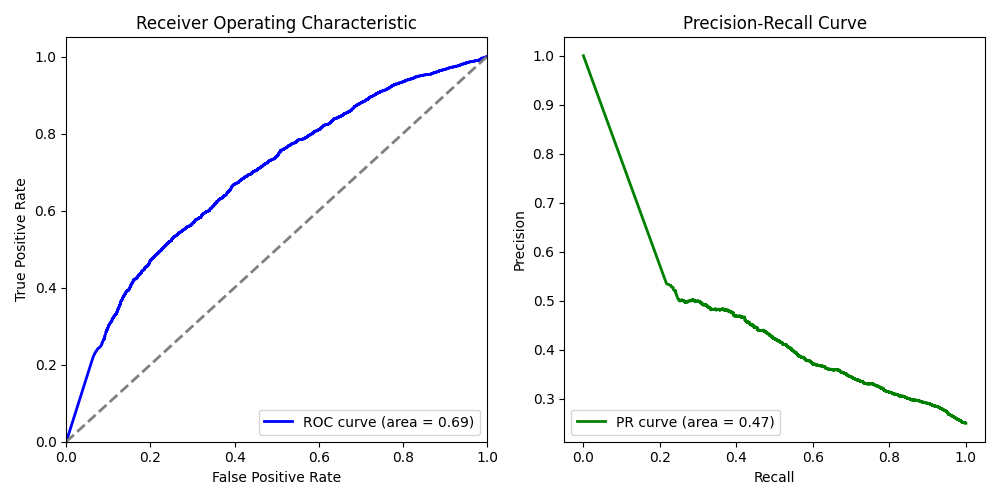 Receiver Operating Characteristic
True Positive Rate
1.0
0.8
0.6
0.4
0.2
0.0
0.0 0.2 0.4 0.6 0.8 1.0
False Positive Rate
ROC curve (area = 0.69)
Precision-Recall Curve
Precision
1.0
0.9
0.8
0.7
0.6
0.5
0.4
0.3
0.0 0.2 0.4 0.6 0.8 1.0
Recall
PR curve (area = 0.47)